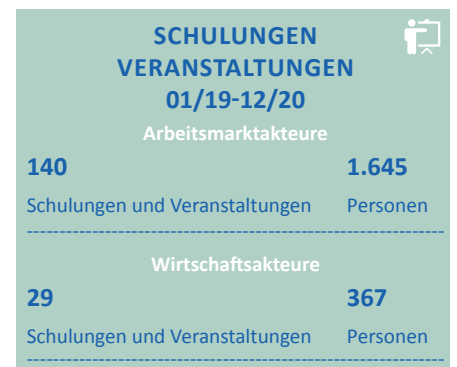 SCHULUNGEN
VERANSTALTUNGEN
01/19-12/20
Arbeitsmarktakteure
140 1.645
Schulungen und Veranstaltungen Personen
Wirtschaftsakteure
29 367
Schulungen und Veranstaltungen Personen